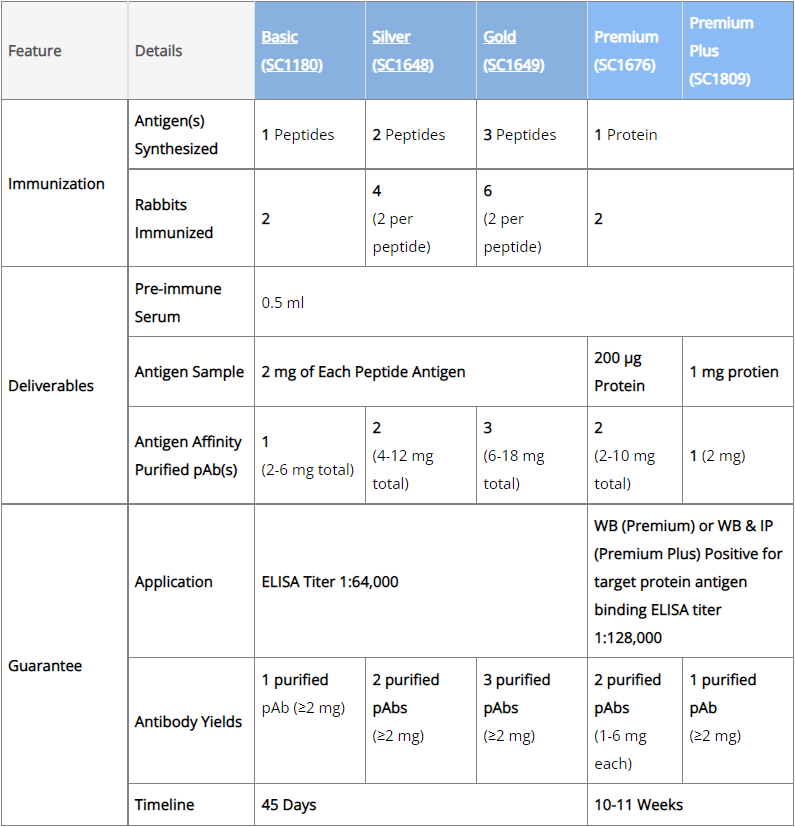 Feature
Details
Basic
(SC1180)
Silver
(SC1648)
Gold
(SC1649)
Premium
(SC1676)
Premium
Plus
(SC1809)
Immunization
Antigen(s)
Synthesized
1 Peptides
2 Peptides
3 Peptides
1 Protein
Rabbits
Immunized
2
4
(2 per
peptide)
6
(2 per
peptide)
2
Deliverables
Pre-immune
Serum
0.5 ml
Antigen Sample
2 mg of Each Peptide Antigen
200 µg
Protein
1 mg protien
Antigen Affinity
Purified pAb(s)
1
(2-6 mg total)
2
(4-12 mg
total)
3
(6-18 mg
total)
2
(2-10 mg
total)
1 (2 mg)
Guarantee
Application
ELISA Titer 1:64,000
WB (Premium) or WB & IP
(Premium Plus) Positive for
target protein antigen
binding ELISA titer
1:128,000
Antibody Yields
1 purified
pAb (≥2 mg)
2 purified
pAbs
(≥2 mg)
3 purified
pAbs
(≥2 mg)
2 purified
pAbs
(1-6 mg
each)
1 purified
pAb
(≥2 mg)
Timeline
45 Days
10-11 Weeks